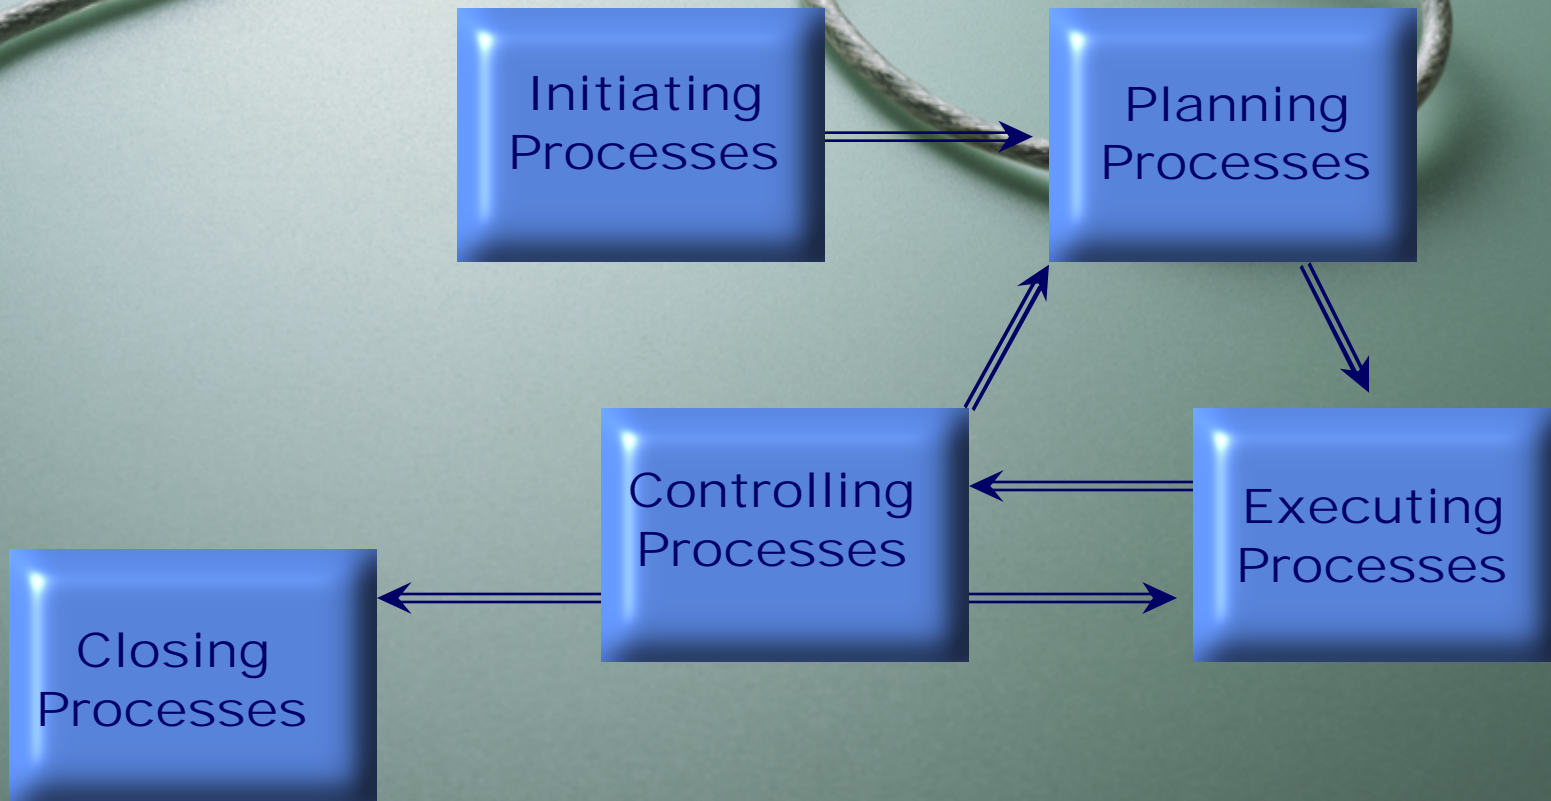 Initiating
Processes
Planning
Processes
Controlling
Processes
Executing
Processes
Closing
Processes